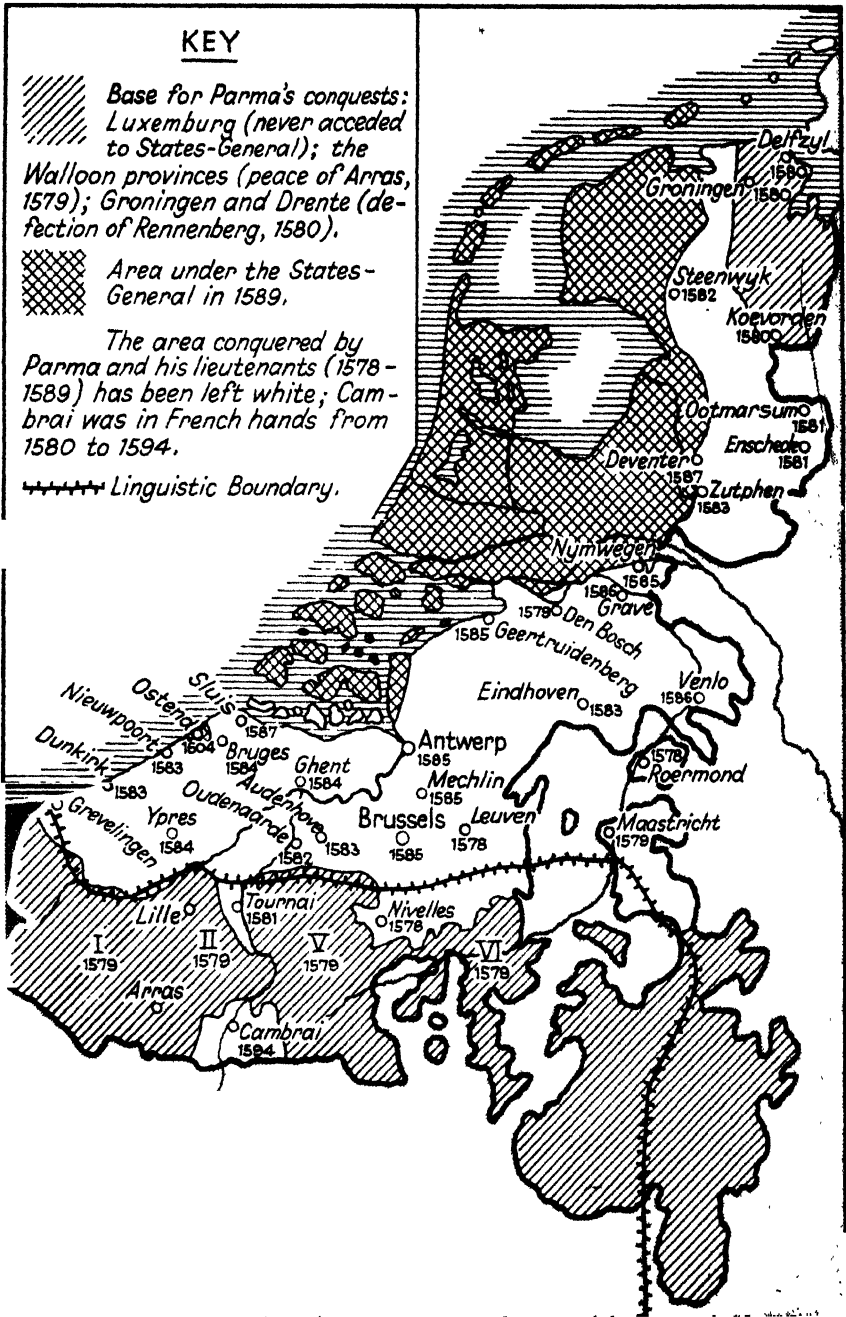 KEY
Base for Parma's conquests:
Luxemburg (never acceded
to States-General); the
Walloon provinces (peace of Arras,
1579); Groningen and Drente (de-
fection of Rennenberg, 1580).
Area under the States-
General in 1589.
The area conquered by
Parma and his lieutenants (1578-
1589) has been left white; Cam-
brai was in French hands from
1580 to 1594.
Linguistic Boundary.
Delfzyl
1580
Groningen
1580
Steenwyk
1582
Koevorden
1580
Ootmarsum
1581
Enschede
1581
Deventer
1587
Zutphen
1583
Nymwegen
1585
1586
Grave
1579
Den Bosch
1585
Geertruidenberg
Eindhoven
1583
Venlo
1586
1578
Roermond
Maastricht
1579
Sluis
1587
Ostend
1604
Nieuwpoort
1583
Dunkirk
1583
Grevelingen
Bruges
1584
Ghent
1584
Antwerp
1585
Mechlin
1585
Ypres
1584
Oudenaarde
1582
Audenhove
1583
Brussels
1585
Leuven
1578
Lille
Tournai
1581
Nivelles
1578
I
1579
II
1579
V
1579
VI
1579
Arras
Cambrai
1594